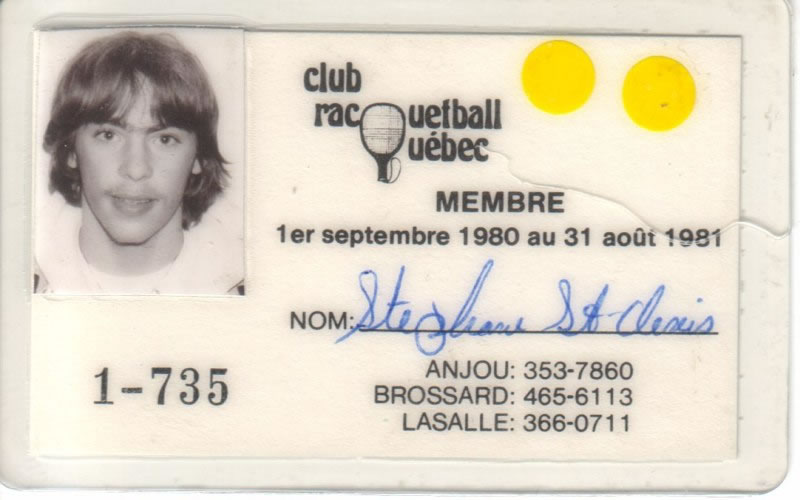 club
racquetball
Québec
MEMBRE
1er septembre 1980 au 31 août 1981
NOM: Stephane St-Denis
ANJOU: 353-7860
BROSSARD: 465-6113
LASALLE: 366-0711
1-735